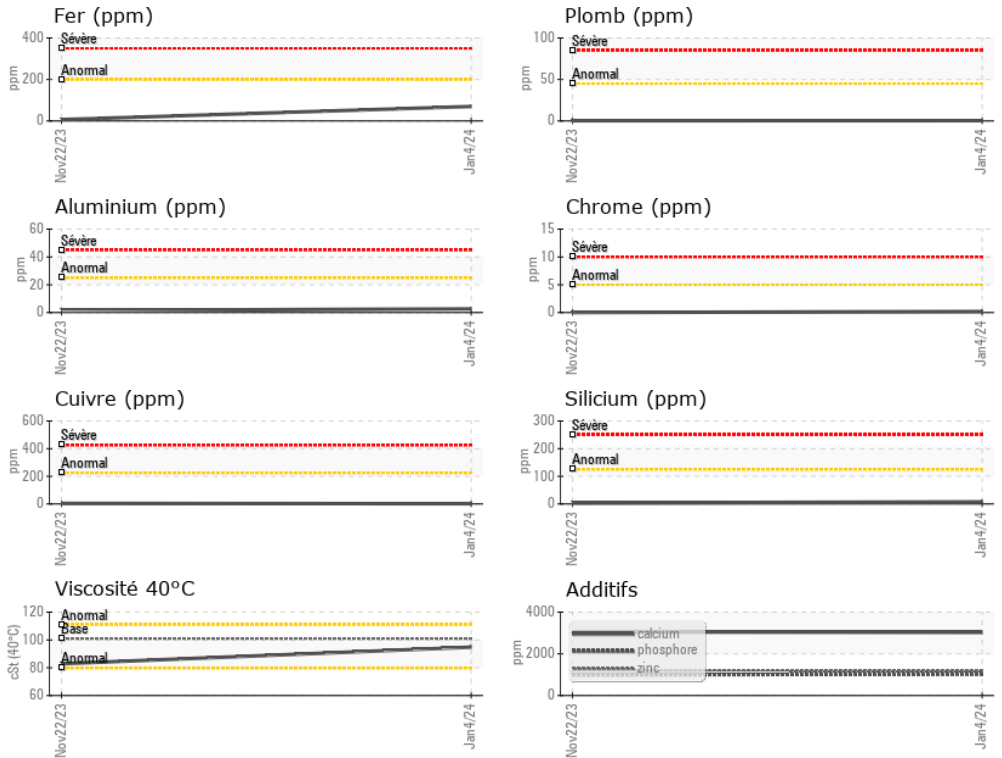 Fer (ppm)
400
Sévère
200
Anormal
0
ppm
Nov22/23
Jan4/24
Plomb (ppm)
100
Sévère
50
Anormal
0
ppm
Nov22/23
Jan4/24
Aluminium (ppm)
60
Sévère
40
Anormal
20
0
ppm
Nov22/23
Jan4/24
Chrome (ppm)
15
Sévère
10
Anormal
5
0
ppm
Nov22/23
Jan4/24
Cuivre (ppm)
600
Sévère
400
Anormal
200
0
ppm
Nov22/23
Jan4/24
Silicium (ppm)
300
Sévère
200
Anormal
100
0
ppm
Nov22/23
Jan4/24
Viscosité 40°C
120
Anormal
Base
100
Anormal
80
60
cSt (40°C)
Nov22/23
Jan4/24
Additifs
4000
calcium
phosphore
2000
zinc
0
ppm
Nov22/23
Jan4/24